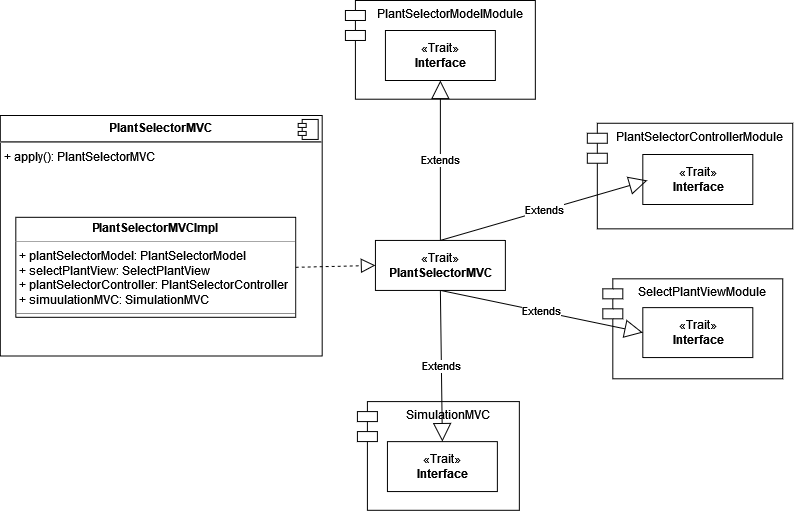 PlantSelectorModelModule
«Trait»
Interface
PlantSelectorMVC
+ apply(): PlantSelectorMVC
PlantSelectorMVCImpl
+ plantSelectorModel: PlantSelectorModel
+ selectPlantView: SelectPlantView
+ plantSelectorController: PlantSelectorController
+ simuulationMVC: SimulationMVC
Extends
PlantSelectorControllerModule
«Trait»
Interface
Extends
«Trait»
PlantSelectorMVC
SelectPlantViewModule
«Trait»
Interface
Extends
Extends
SimulationMVC
«Trait»
Interface